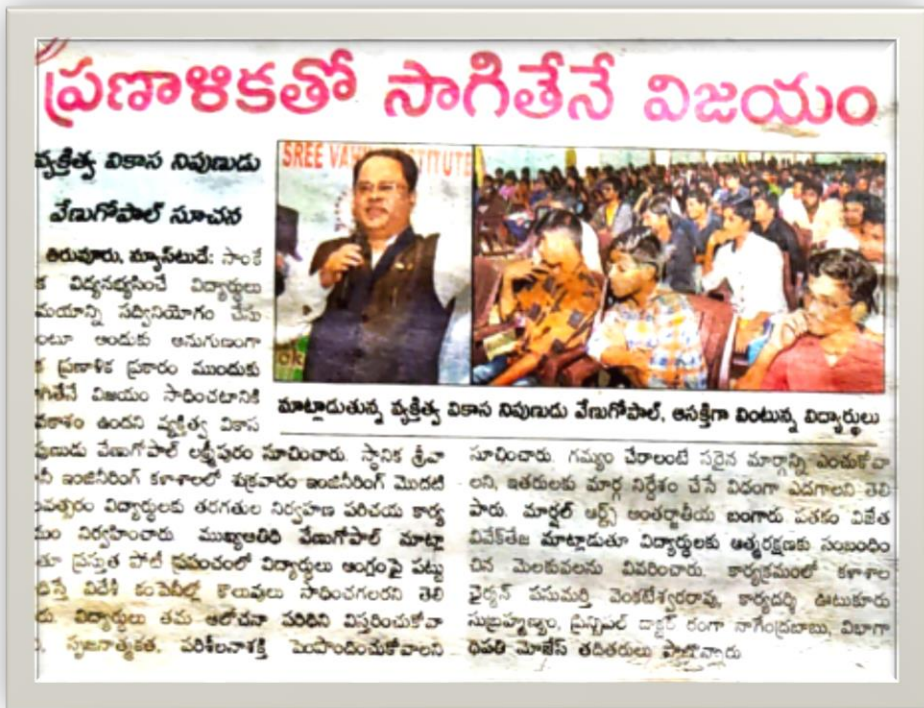 ప్రణాళికతో సాగితేనే విజయం
వ్యక్తిత్వ వికాస నిపుణుడు
వేణుగోపాల్ సూచన
SREE VA TITUTE
తిరువూరు, న్యూస్‌టుడే: సాంకే
క విద్యనభ్యసించే విద్యార్థులు
మయాన్ని సద్వినియోగం చేసు
ంటూ అందుకు అనుగుణంగా
క ప్రణాళిక ప్రకారం ముందుకు
గితేనే విజయం సాధించటానికి
వకాశం ఉందని వ్యక్తిత్వ వికాస
పుణుడు వేణుగోపాల్ లక్ష్మీపురం సూచించారు. స్థానిక శ్రీవా
నీ ఇంజినీరింగ్ కళాశాలలో శుక్రవారం ఇంజినీరింగ్ మొదటి
ంవత్సరం విద్యార్థులకు తరగతుల నిర్వహణ పరిచయ కార్య
మం నిర్వహించారు. ముఖ్యఅతిథి వేణుగోపాల్ మాట్లా
తూ ప్రస్తుత పోటీ ప్రపంచంలో విద్యార్థులు ఆంగ్లంపై పట్టు
ధిస్తే విదేశీ కంపెనీల్లో కొలువులు సాధించగలరని తెలి
రు. విద్యార్థులు తమ ఆలోచనా పరిధిని విస్తరించుకోవా
, సృజనాత్మకత, పరిశీలనాశక్తి పెంపొందించుకోవాలని
మాట్లాడుతున్న వ్యక్తిత్వ వికాస నిపుణుడు వేణుగోపాల్, ఆసక్తిగా వింటున్న విద్యార్థులు
సూచించారు. గమ్యం చేరాలంటే సరైన మార్గాన్ని ఎంచుకోవా
లని, ఇతరులకు మార్గ నిర్దేశం చేసే విధంగా ఎదగాలని తెలి
పారు. మార్షల్ ఆర్ట్స్ అంతర్జాతీయ బంగారు పతకం విజేత
వివేక్‌తేజ మాట్లాడుతూ విద్యార్థులకు ఆత్మరక్షణకు సంబంధిం
చిన మెలకువలను వివరించారు. కార్యక్రమంలో కళాశాల
ఛైర్మన్ పసుమర్తి వెంకటేశ్వరరావు, కార్యదర్శి ఊటుకూరు
సుబ్రహ్మణ్యం, ప్రిన్సిపల్ డాక్టర్ రంగా నాగేంద్రబాబు, విభాగా
ధిపతి మోజేస్ తదితరులు పాల్గొన్నారు